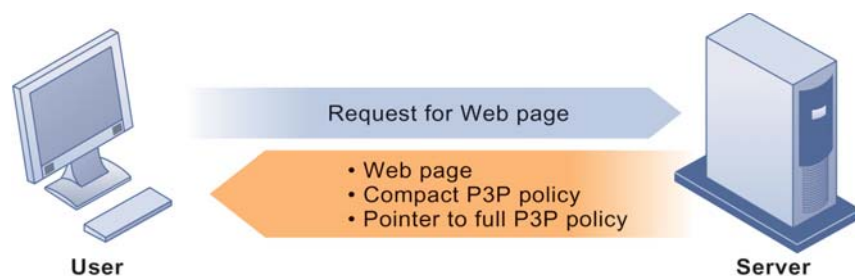 Request for Web page
• Web page
• Compact P3P policy
• Pointer to full P3P policy
User
Server